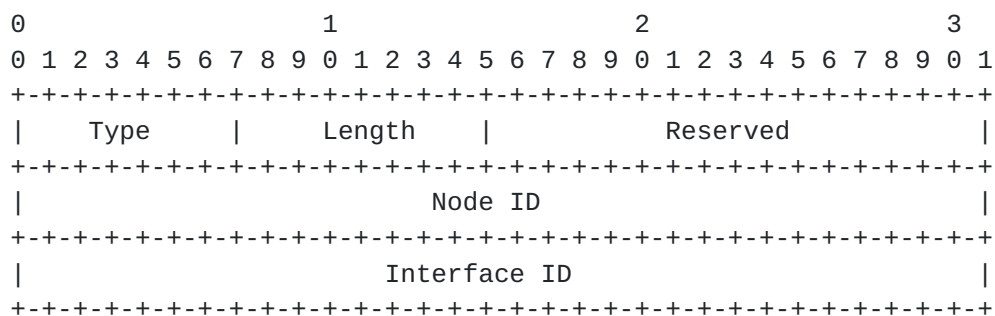 0                   1                   2                   3
0 1 2 3 4 5 6 7 8 9 0 1 2 3 4 5 6 7 8 9 0 1 2 3 4 5 6 7 8 9 0 1
+-+-+-+-+-+-+-+-+-+-+-+-+-+-+-+-+-+-+-+-+-+-+-+-+-+-+-+-+-+-+-+
|    Type     |     Length    |           Reserved            |
+-+-+-+-+-+-+-+-+-+-+-+-+-+-+-+-+-+-+-+-+-+-+-+-+-+-+-+-+-+-+-+
|                          Node ID                            |
+-+-+-+-+-+-+-+-+-+-+-+-+-+-+-+-+-+-+-+-+-+-+-+-+-+-+-+-+-+-+-+
|                       Interface ID                          |
+-+-+-+-+-+-+-+-+-+-+-+-+-+-+-+-+-+-+-+-+-+-+-+-+-+-+-+-+-+-+-+